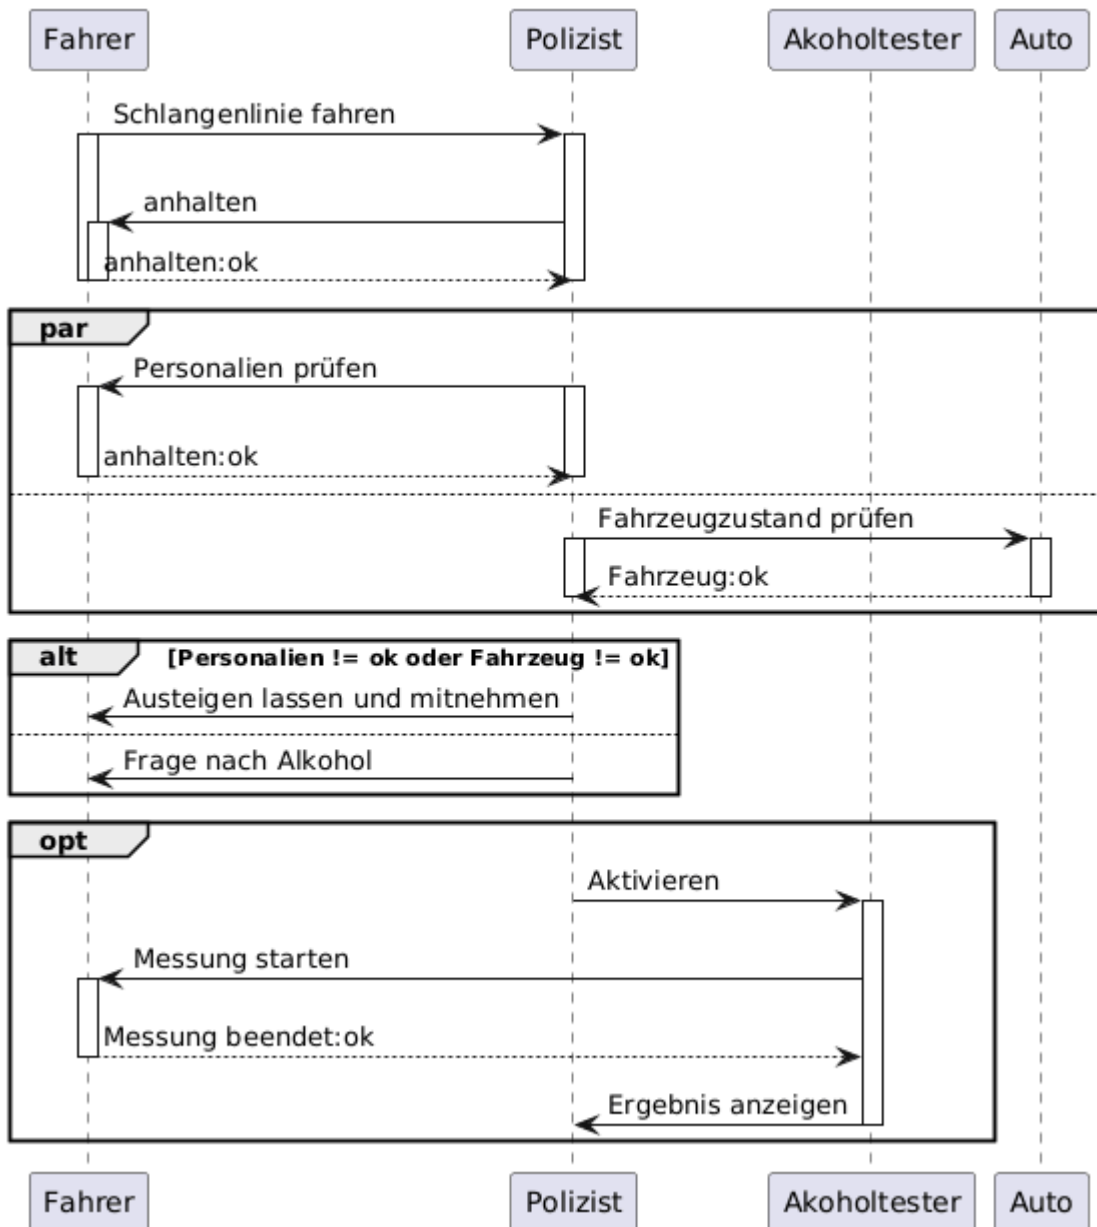 Fahrer Polizist Akoholtester Auto
Schlangenlinie fahren
anhalten
anhalten:ok
par
Personalien prüfen
anhalten:ok
Fahrzeugzustand prüfen
Fahrzeug:ok
alt [Personalien != ok oder Fahrzeug != ok]
Austeigen lassen und mitnehmen
Frage nach Alkohol
opt
Aktivieren
Messung starten
Messung beendet:ok
Ergebnis anzeigen
Fahrer Polizist Akoholtester Auto